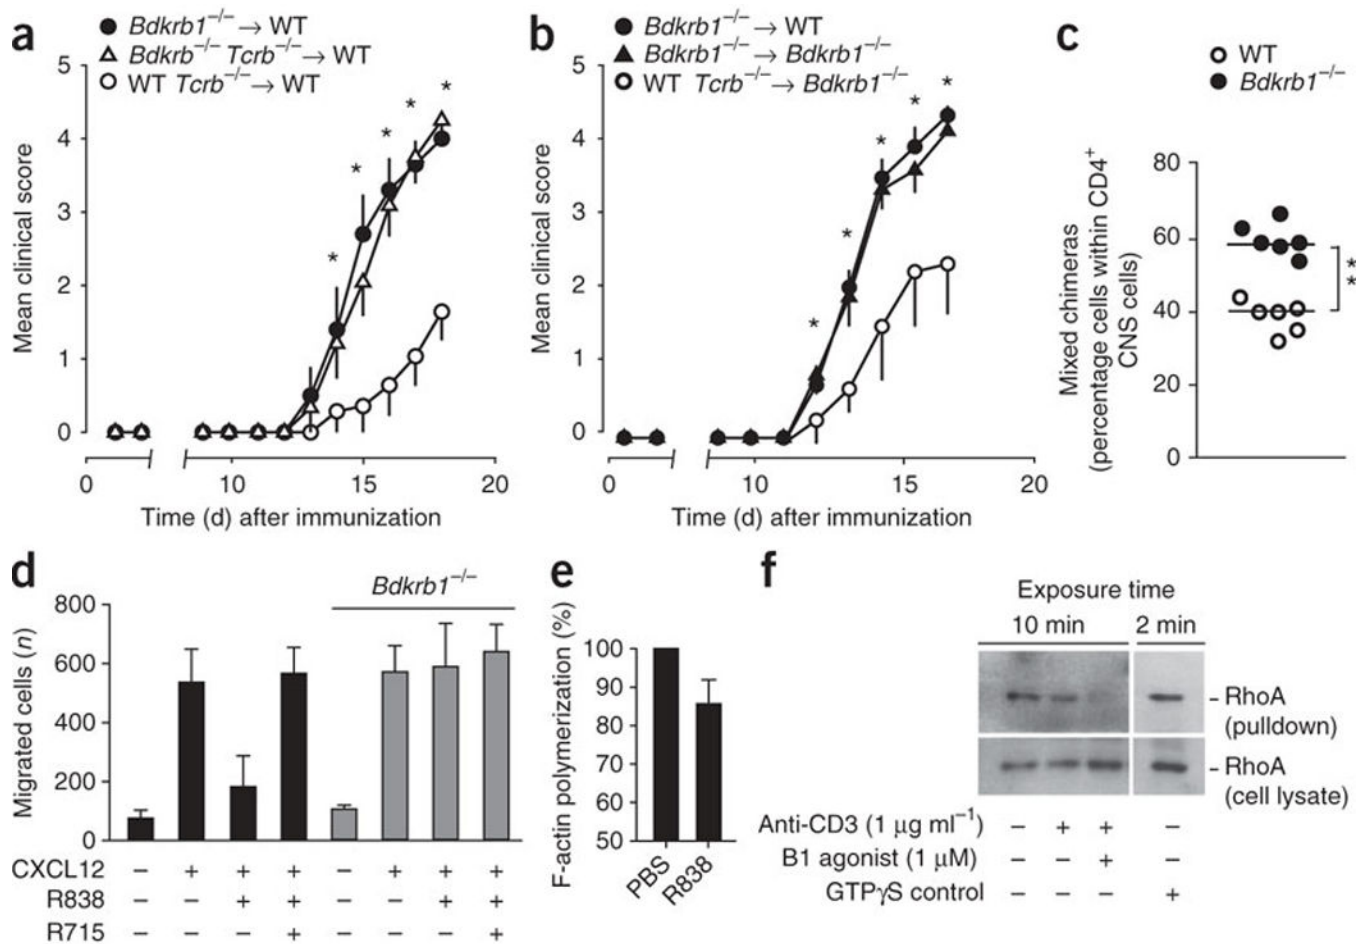 a
Bdkrb1−/− → WT
Bdkrb−/− Tcrb−/− → WT
WT Tcrb−/− → WT
5
4
3
2
1
0
Mean clinical score
* * * * *
0 10 15 20
Time (d) after immunization
b
Bdkrb1−/− → WT
Bdkrb1−/− → Bdkrb1−/−
WT Tcrb−/− → Bdkrb1−/−
5
4
3
2
1
0
Mean clinical score
* * * * *
0 10 15 20
Time (d) after immunization
c
WT
Bdkrb1−/−
Mixed chimeras
(percentage cells within CD4+
CNS cells)
80
60
40
20
0
**
d
Bdkrb1−/−
800
600
400
200
0
Migrated cells (n)
CXCL12 − + + + − + + +
R838 − − + + − − + +
R715 − − − + − − − +
e
F-actin polymerization (%)
100
90
80
70
60
50
PBS R838
f
Exposure time
10 min 2 min
- RhoA
(pulldown)
- RhoA
(cell lysate)
Anti-CD3 (1 μg ml−1) − + + −
B1 agonist (1 μM) − − + −
GTPγS control − − − +